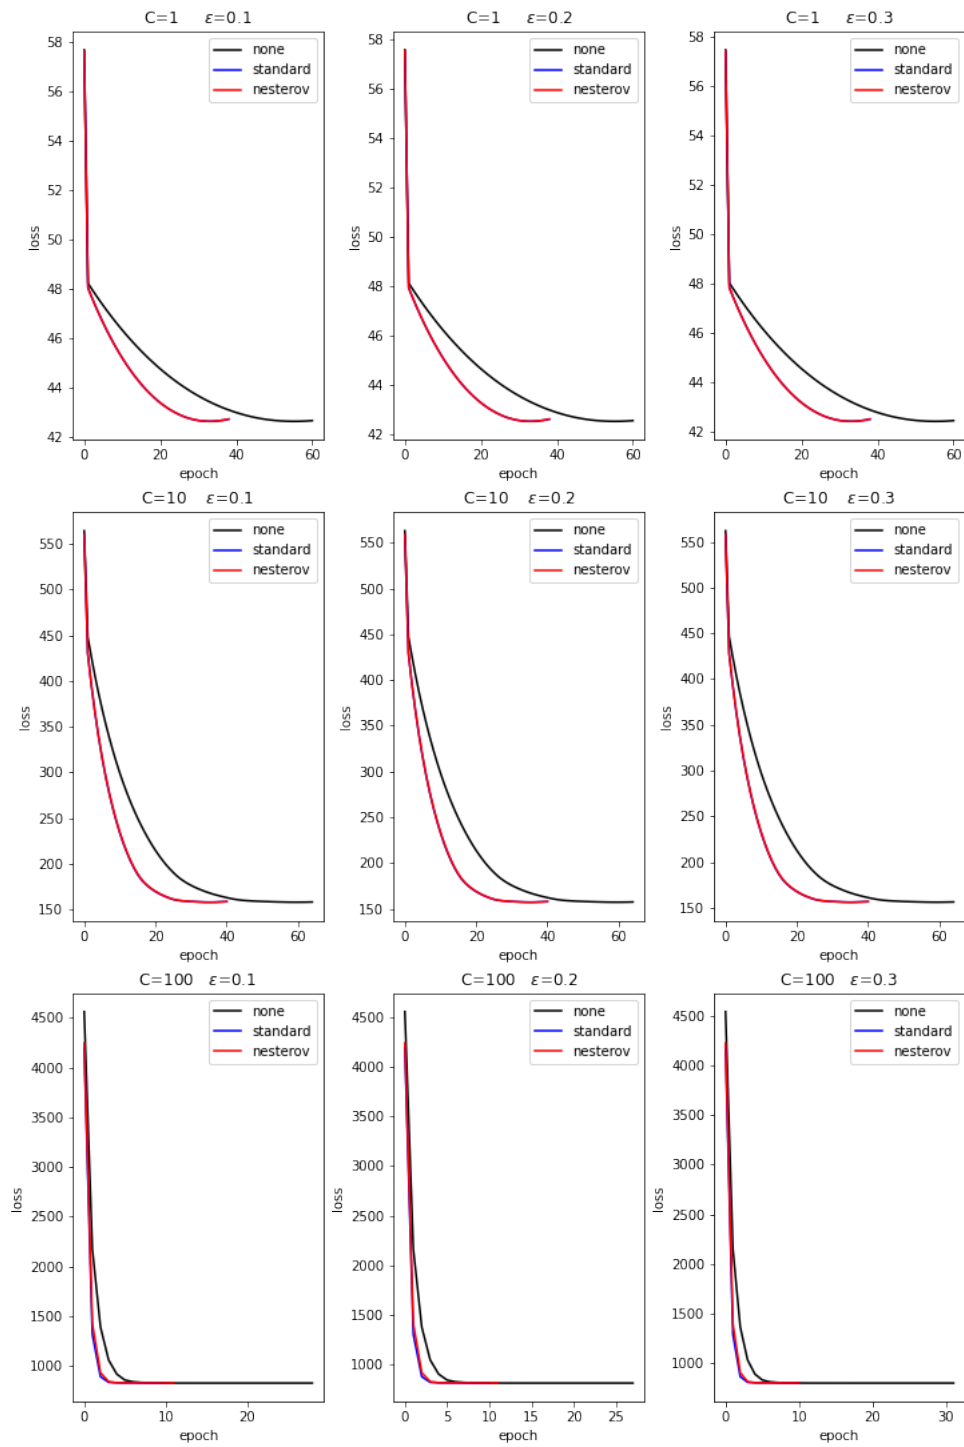 C=1 ε=0.1
58
56
54
52
50
48
46
44
42
loss
0 20 40 60
epoch
none
standard
nesterov
C=1 ε=0.2
58
56
54
52
50
48
46
44
42
loss
0 20 40 60
epoch
none
standard
nesterov
C=1 ε=0.3
58
56
54
52
50
48
46
44
42
loss
0 20 40 60
epoch
none
standard
nesterov
C=10 ε=0.1
550
500
450
400
350
300
250
200
150
loss
0 20 40 60
epoch
none
standard
nesterov
C=10 ε=0.2
550
500
450
400
350
300
250
200
150
loss
0 20 40 60
epoch
none
standard
nesterov
C=10 ε=0.3
550
500
450
400
350
300
250
200
150
loss
0 20 40 60
epoch
none
standard
nesterov
C=100 ε=0.1
4500
4000
3500
3000
2500
2000
1500
1000
loss
0 10 20
epoch
none
standard
nesterov
C=100 ε=0.2
4500
4000
3500
3000
2500
2000
1500
1000
loss
0 5 10 15 20 25
epoch
none
standard
nesterov
C=100 ε=0.3
4500
4000
3500
3000
2500
2000
1500
1000
loss
0 10 20 30
epoch
none
standard
nesterov